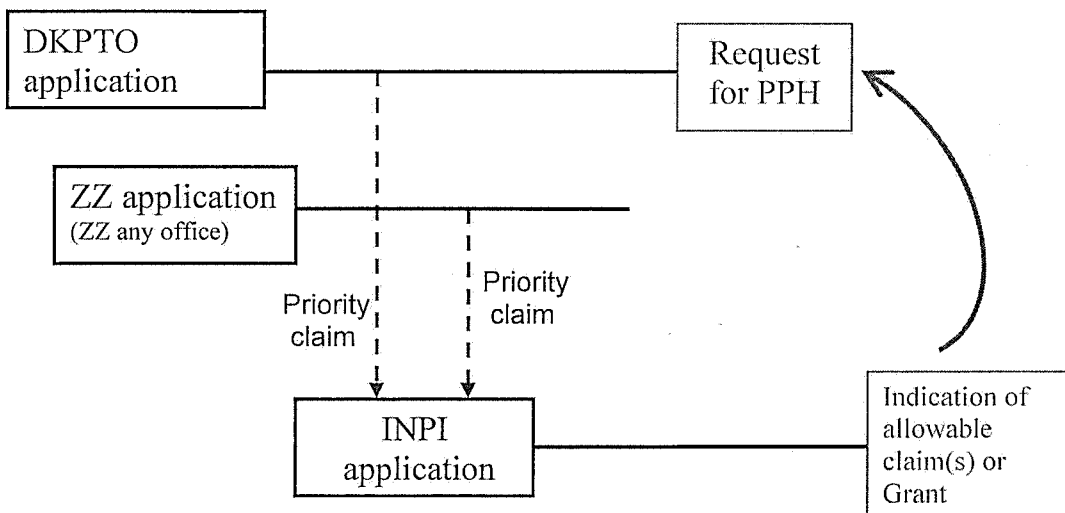 DKPTO
application
Request
for PPH
ZZ application
(ZZ any office)
Priority
claim
Priority
claim
INPI
application
Indication of
allowable
claim(s) or
Grant